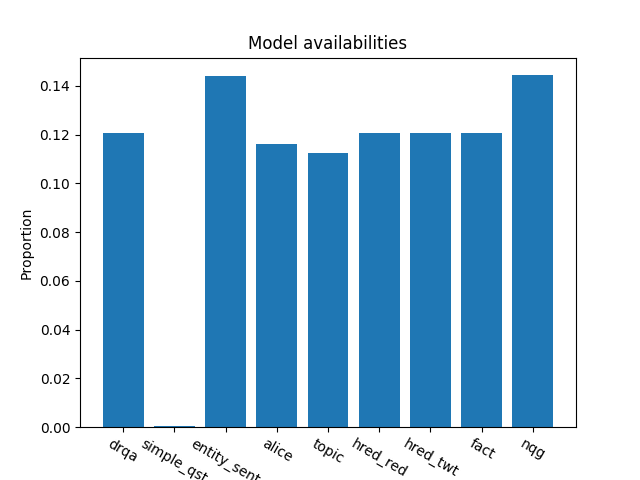 Model availabilities
Proportion
0.14
0.12
0.10
0.08
0.06
0.04
0.02
0.00
drqa
simple_qst
entity_sent
alice
topic
hred_red
hred_twt
fact
nqg